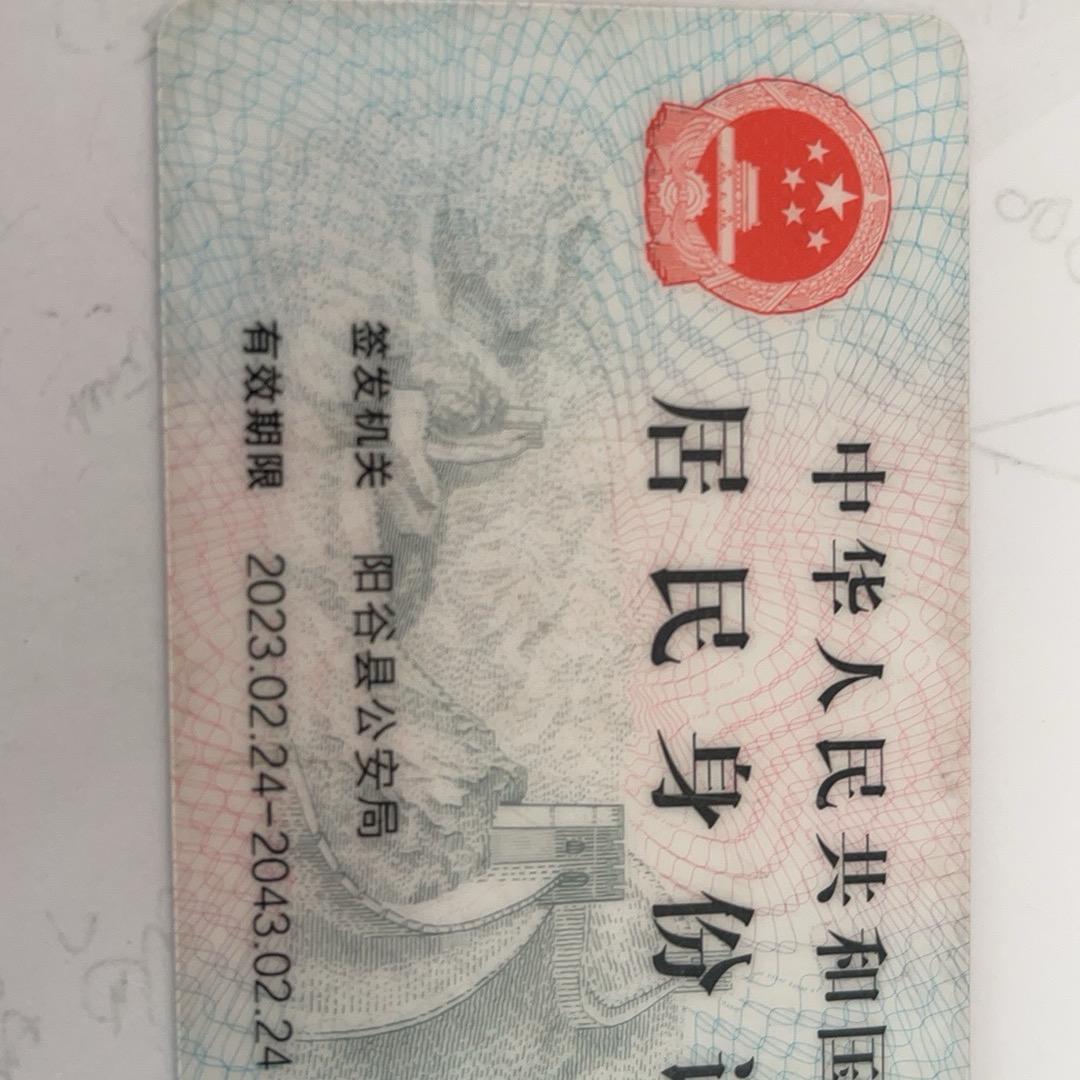 中华人民共和国
居民身份证
签发机关 阳谷县公安局
有效期限 2023.02.24-2043.02.24